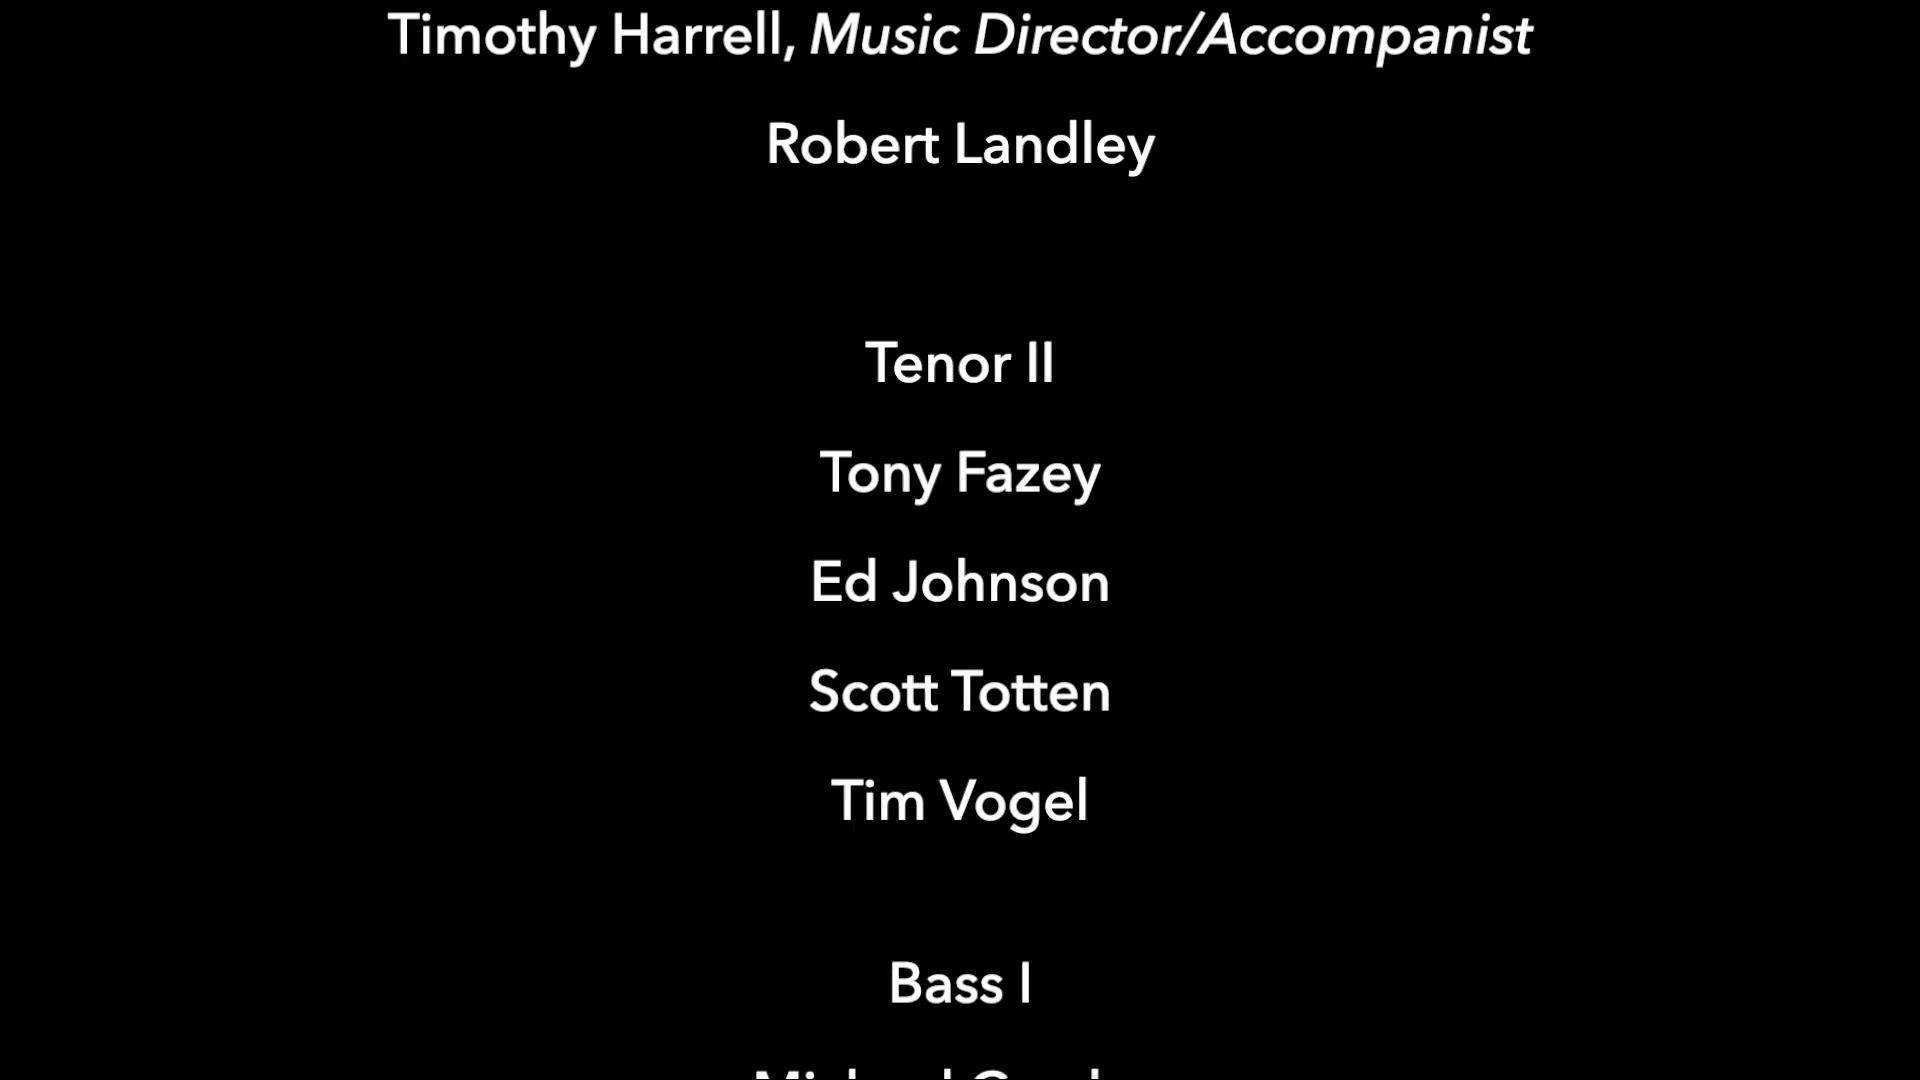 Timothy Harrell, Music Director/Accompanist
Robert Landley
Tenor II
Tony Fazey
Ed Johnson
Scott Totten
Tim Vogel
Bass I